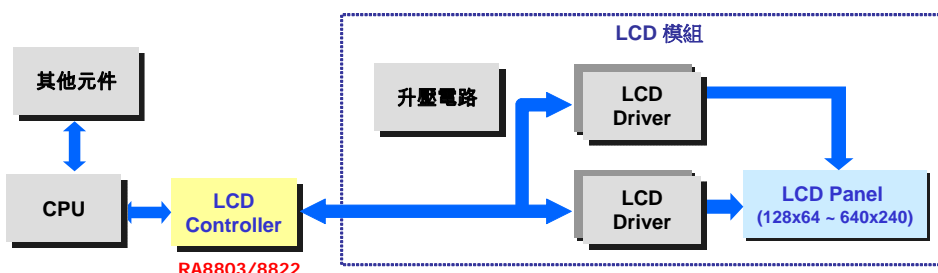 LCD 模組
其他元件
升壓電路
LCD
Driver
CPU
LCD
Controller
LCD
Driver
LCD Panel
(128x64 ~ 640x240)
RA8803/8822